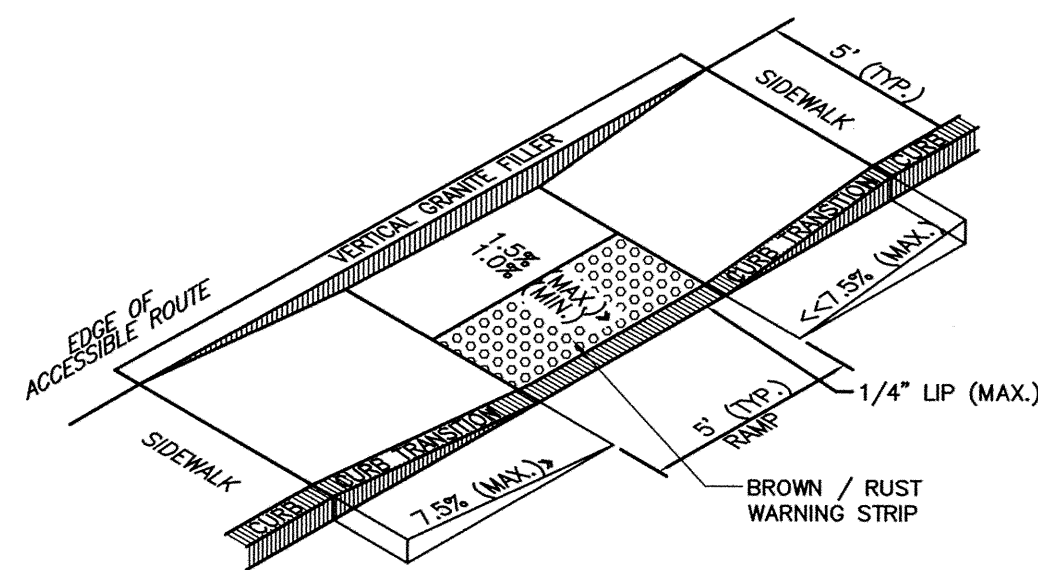 5' (TYP.)
SIDEWALK
CURB
CURB TRANSITION
VERTICAL GRANITE FILLER
1.5% (MAX.)»
1.0% (MIN.)
<<7.5% (MAX.)
EDGE OF
ACCESSIBLE ROUTE
1/4" LIP (MAX.)
5' (TYP.)
RAMP
SIDEWALK
CURB TRANSITION
CURB
7.5% (MAX.)»
BROWN / RUST
WARNING STRIP